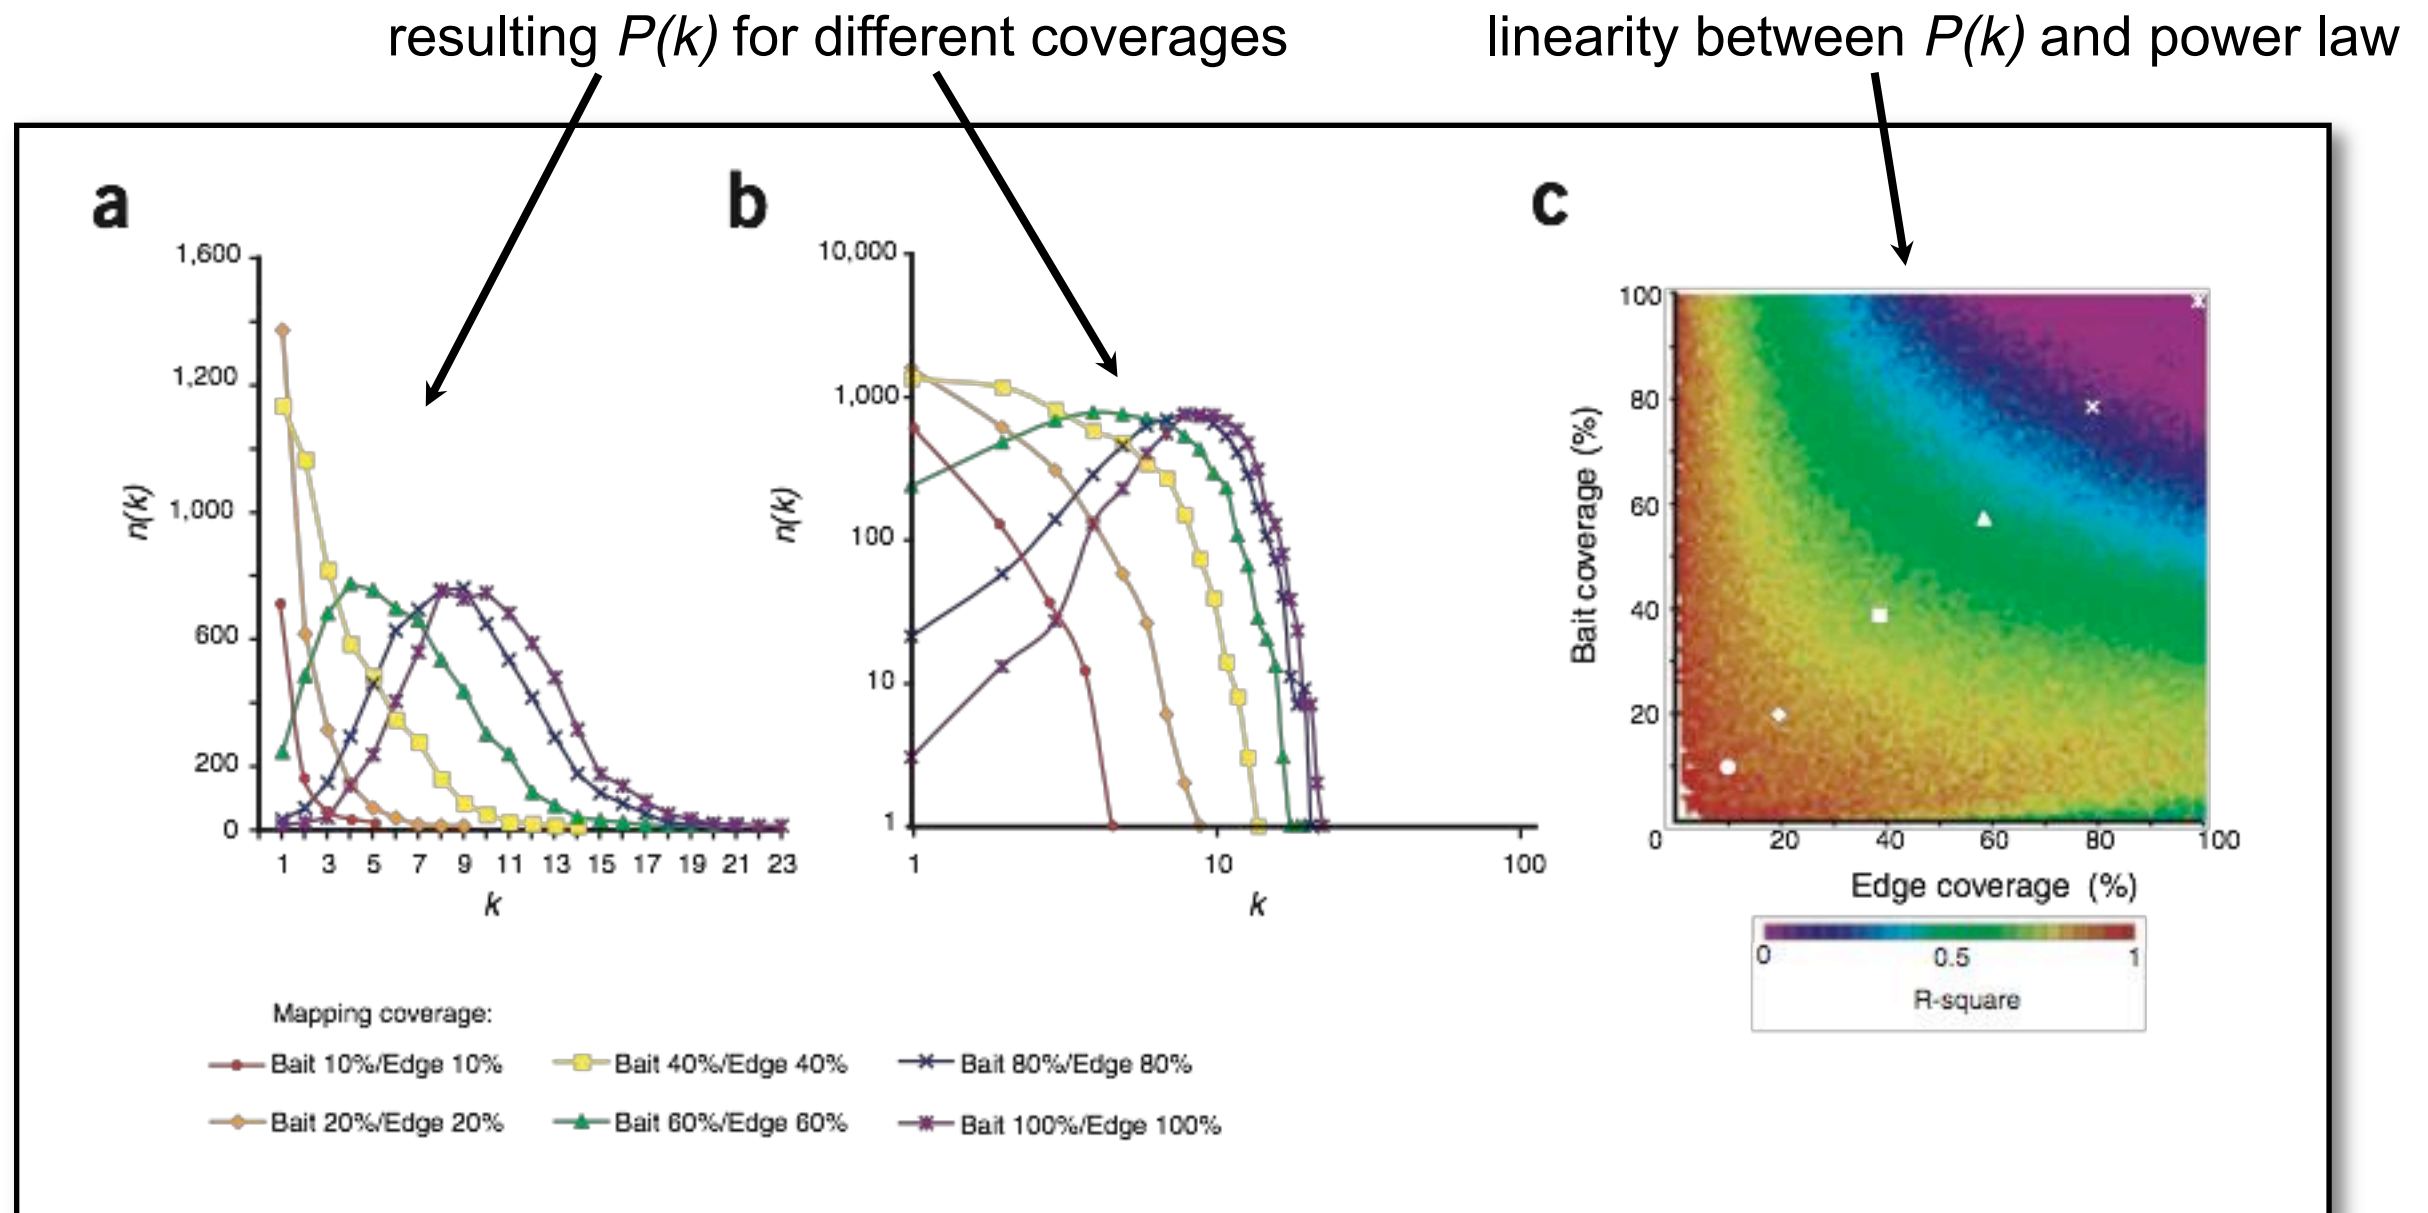 resulting P(k) for different coverages
linearity between P(k) and power law
a
1,600
1,200
1,000
600
200
0
n(k)
1 3 5 7 9 11 13 15 17 19 21 23
k
b
10,000
1,000
100
10
1
n(k)
1 10 100
k
c
100
80
60
40
20
Bait coverage (%)
0 20 40 60 80 100
Edge coverage (%)
0 0.5 1
R-square
Mapping coverage:
Bait 10%/Edge 10% Bait 40%/Edge 40% Bait 80%/Edge 80%
Bait 20%/Edge 20% Bait 60%/Edge 60% Bait 100%/Edge 100%